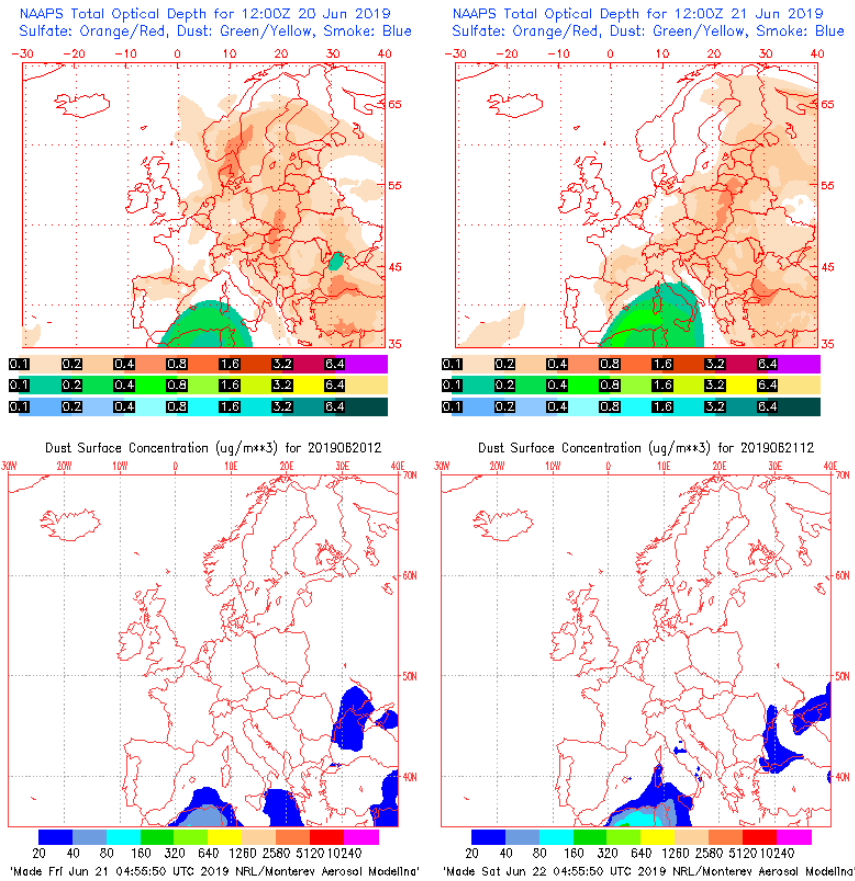 NAAPS Total Optical Depth for 12:00Z 20 Jun 2019
Sulfate: Orange/Red, Dust: Green/Yellow, Smoke: Blue
-30 -20 -10 0 10 20 30 40
65
55
45
35
0.1 0.2 0.4 0.8 1.6 3.2 6.4
0.1 0.2 0.4 0.8 1.6 3.2 6.4
0.1 0.2 0.4 0.8 1.6 3.2 6.4
NAAPS Total Optical Depth for 12:00Z 21 Jun 2019
Sulfate: Orange/Red, Dust: Green/Yellow, Smoke: Blue
-30 -20 -10 0 10 20 30 40
65
55
45
35
0.1 0.2 0.4 0.8 1.6 3.2 6.4
0.1 0.2 0.4 0.8 1.6 3.2 6.4
0.1 0.2 0.4 0.8 1.6 3.2 6.4
Dust Surface Concentration (ug/m**3) for 2019062012
30W 20W 10W 0 10E 20E 30E 40E
70N
60N
50N
40N
20 40 80 160 320 640 1260 2580 5120 10240
'Made Fri Jun 21 04:55:50 UTC 2019 NRL/Monterey Aerosol Modeling'
Dust Surface Concentration (ug/m**3) for 2019062112
30W 20W 10W 0 10E 20E 30E 40E
70N
60N
50N
40N
20 40 80 160 320 640 1260 2580 5120 10240
'Made Sat Jun 22 04:55:50 UTC 2019 NRL/Monterey Aerosol Modeling'